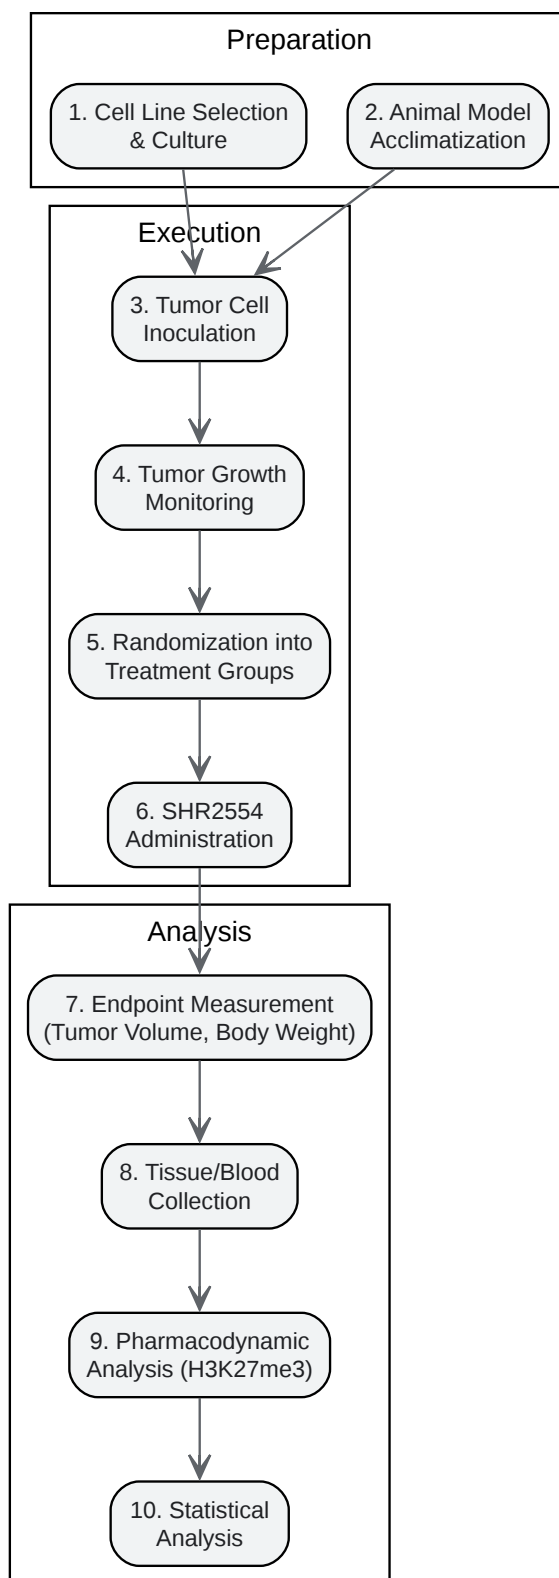 Preparation
1. Cell Line Selection
& Culture
2. Animal Model
Acclimatization
Execution
3. Tumor Cell
Inoculation
4. Tumor Growth
Monitoring
5. Randomization into
Treatment Groups
6. SHR2554
Administration
Analysis
7. Endpoint Measurement
(Tumor Volume, Body Weight)
8. Tissue/Blood
Collection
9. Pharmacodynamic
Analysis (H3K27me3)
10. Statistical
Analysis